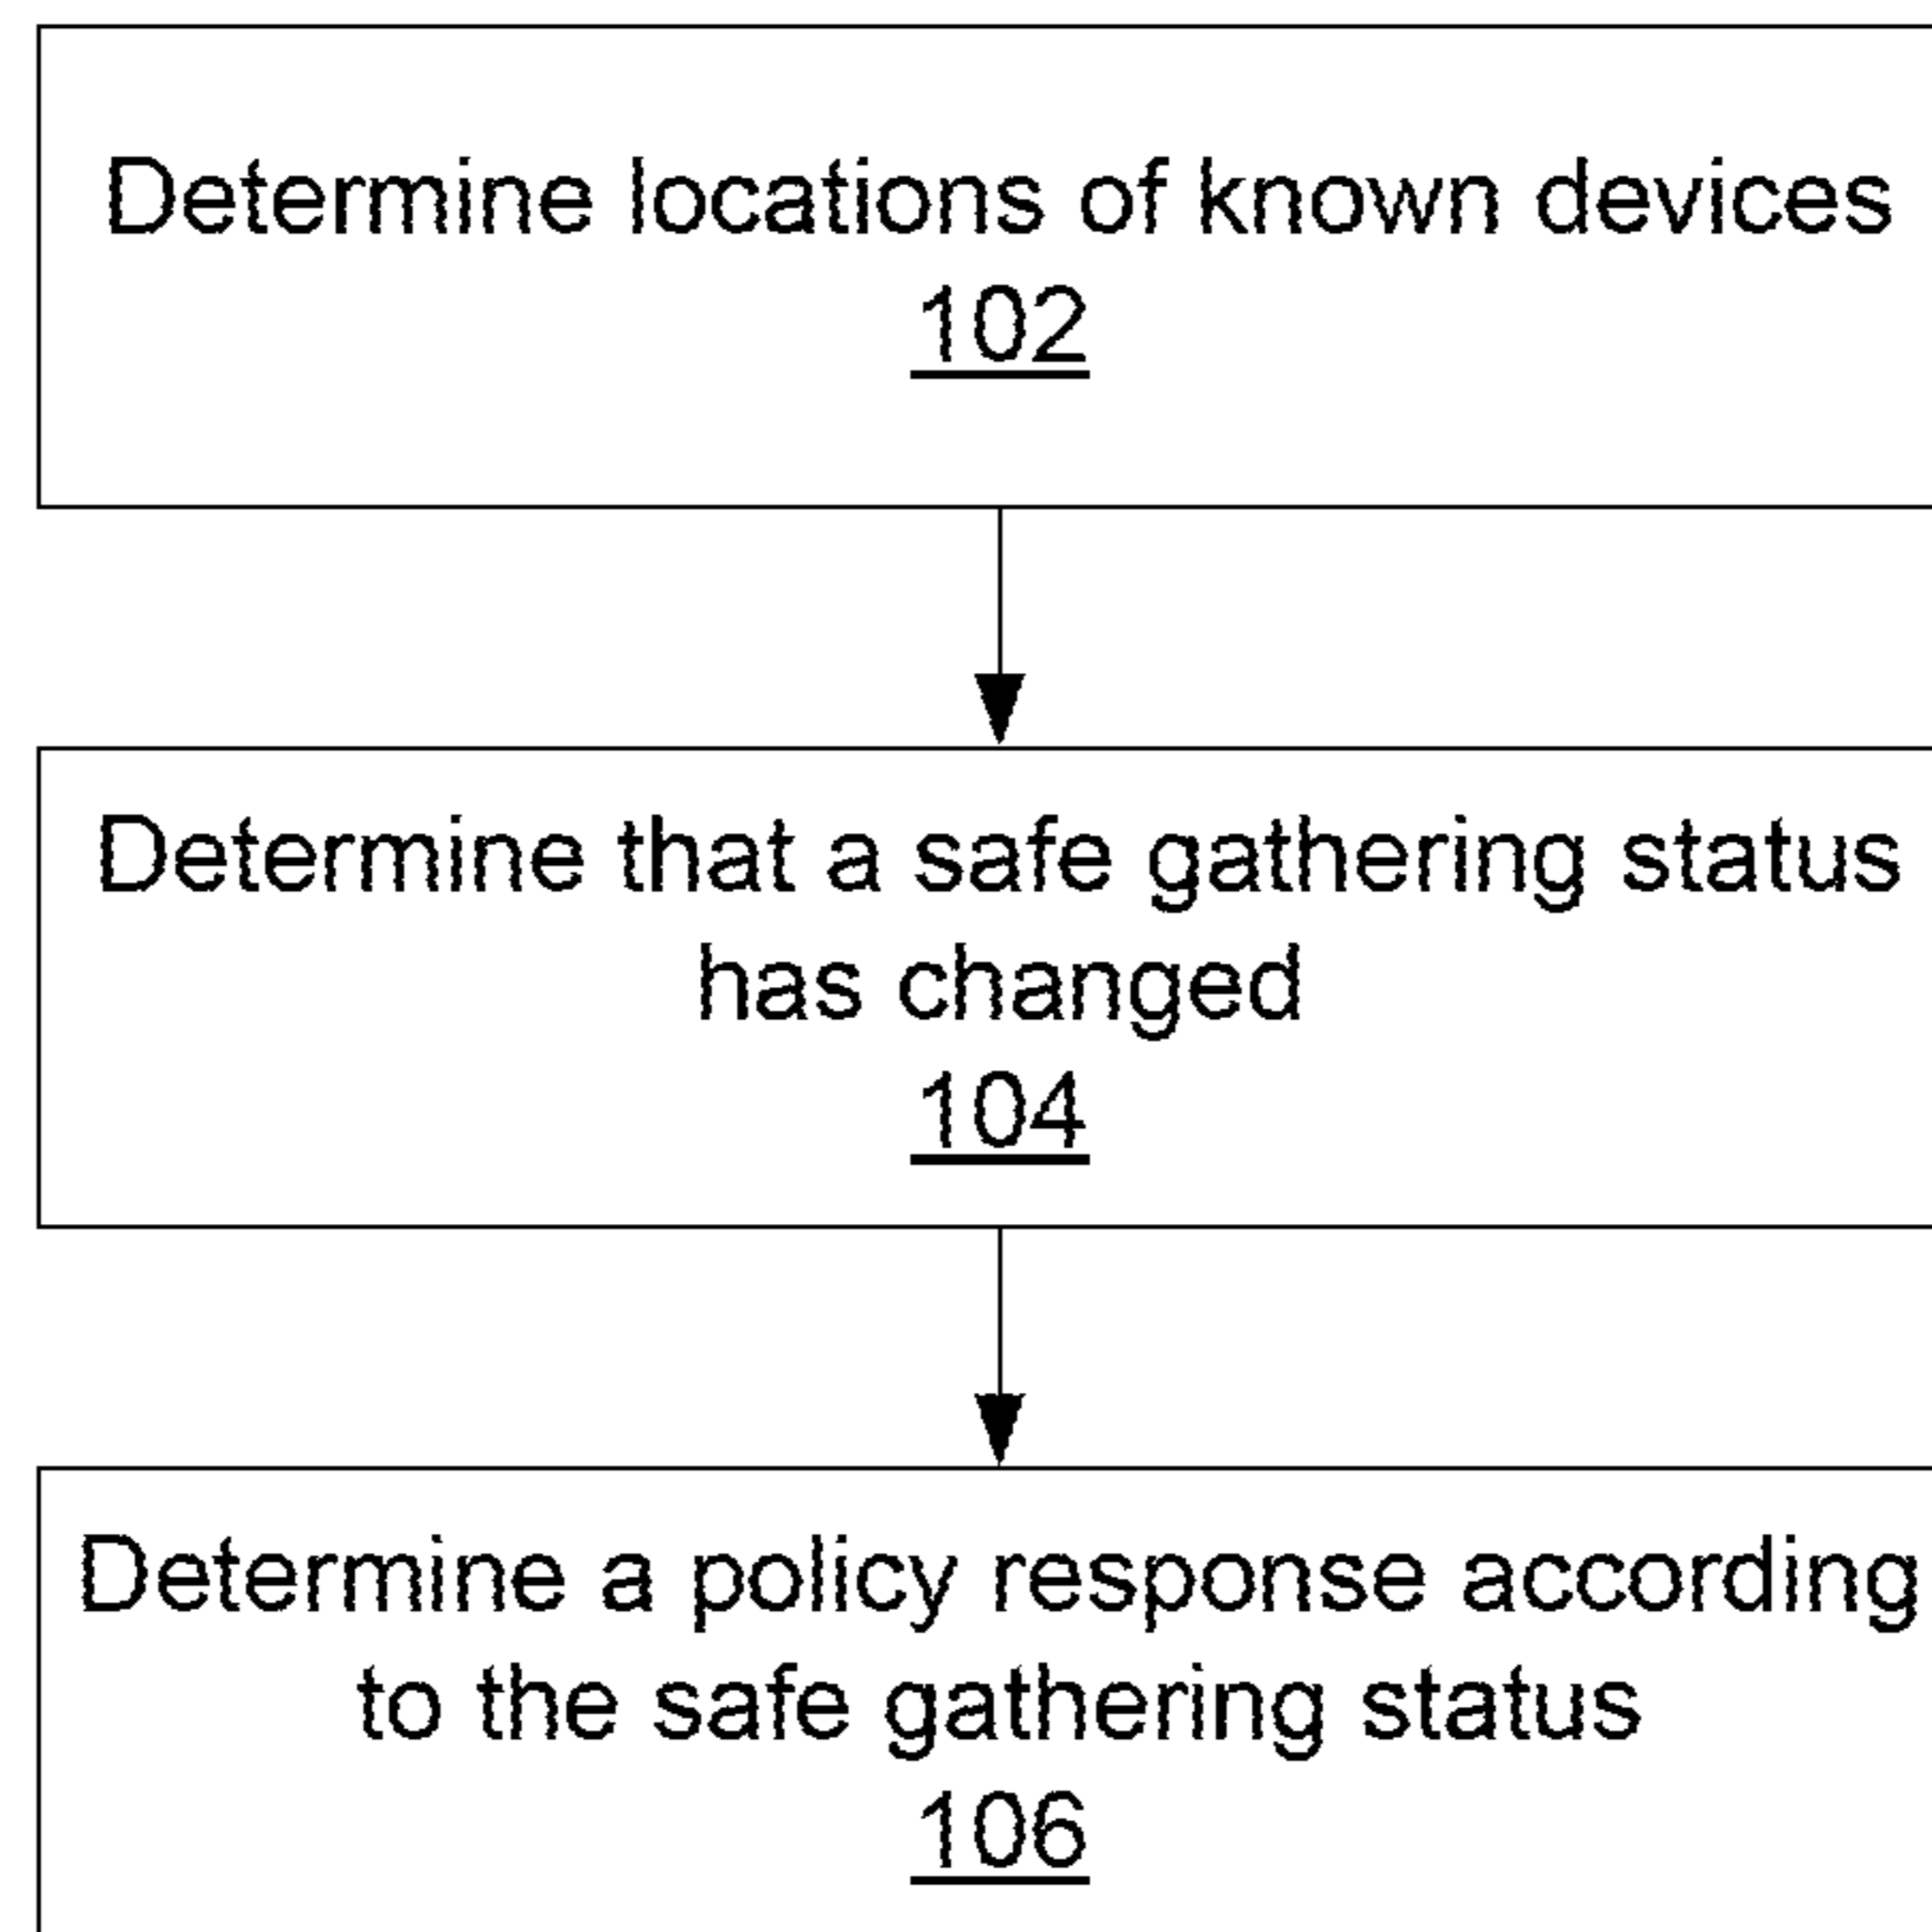 Determine locations of known devices
102
Determine that a safe gathering status
has changed
104
Determine a policy response according
to the safe gathering status
106